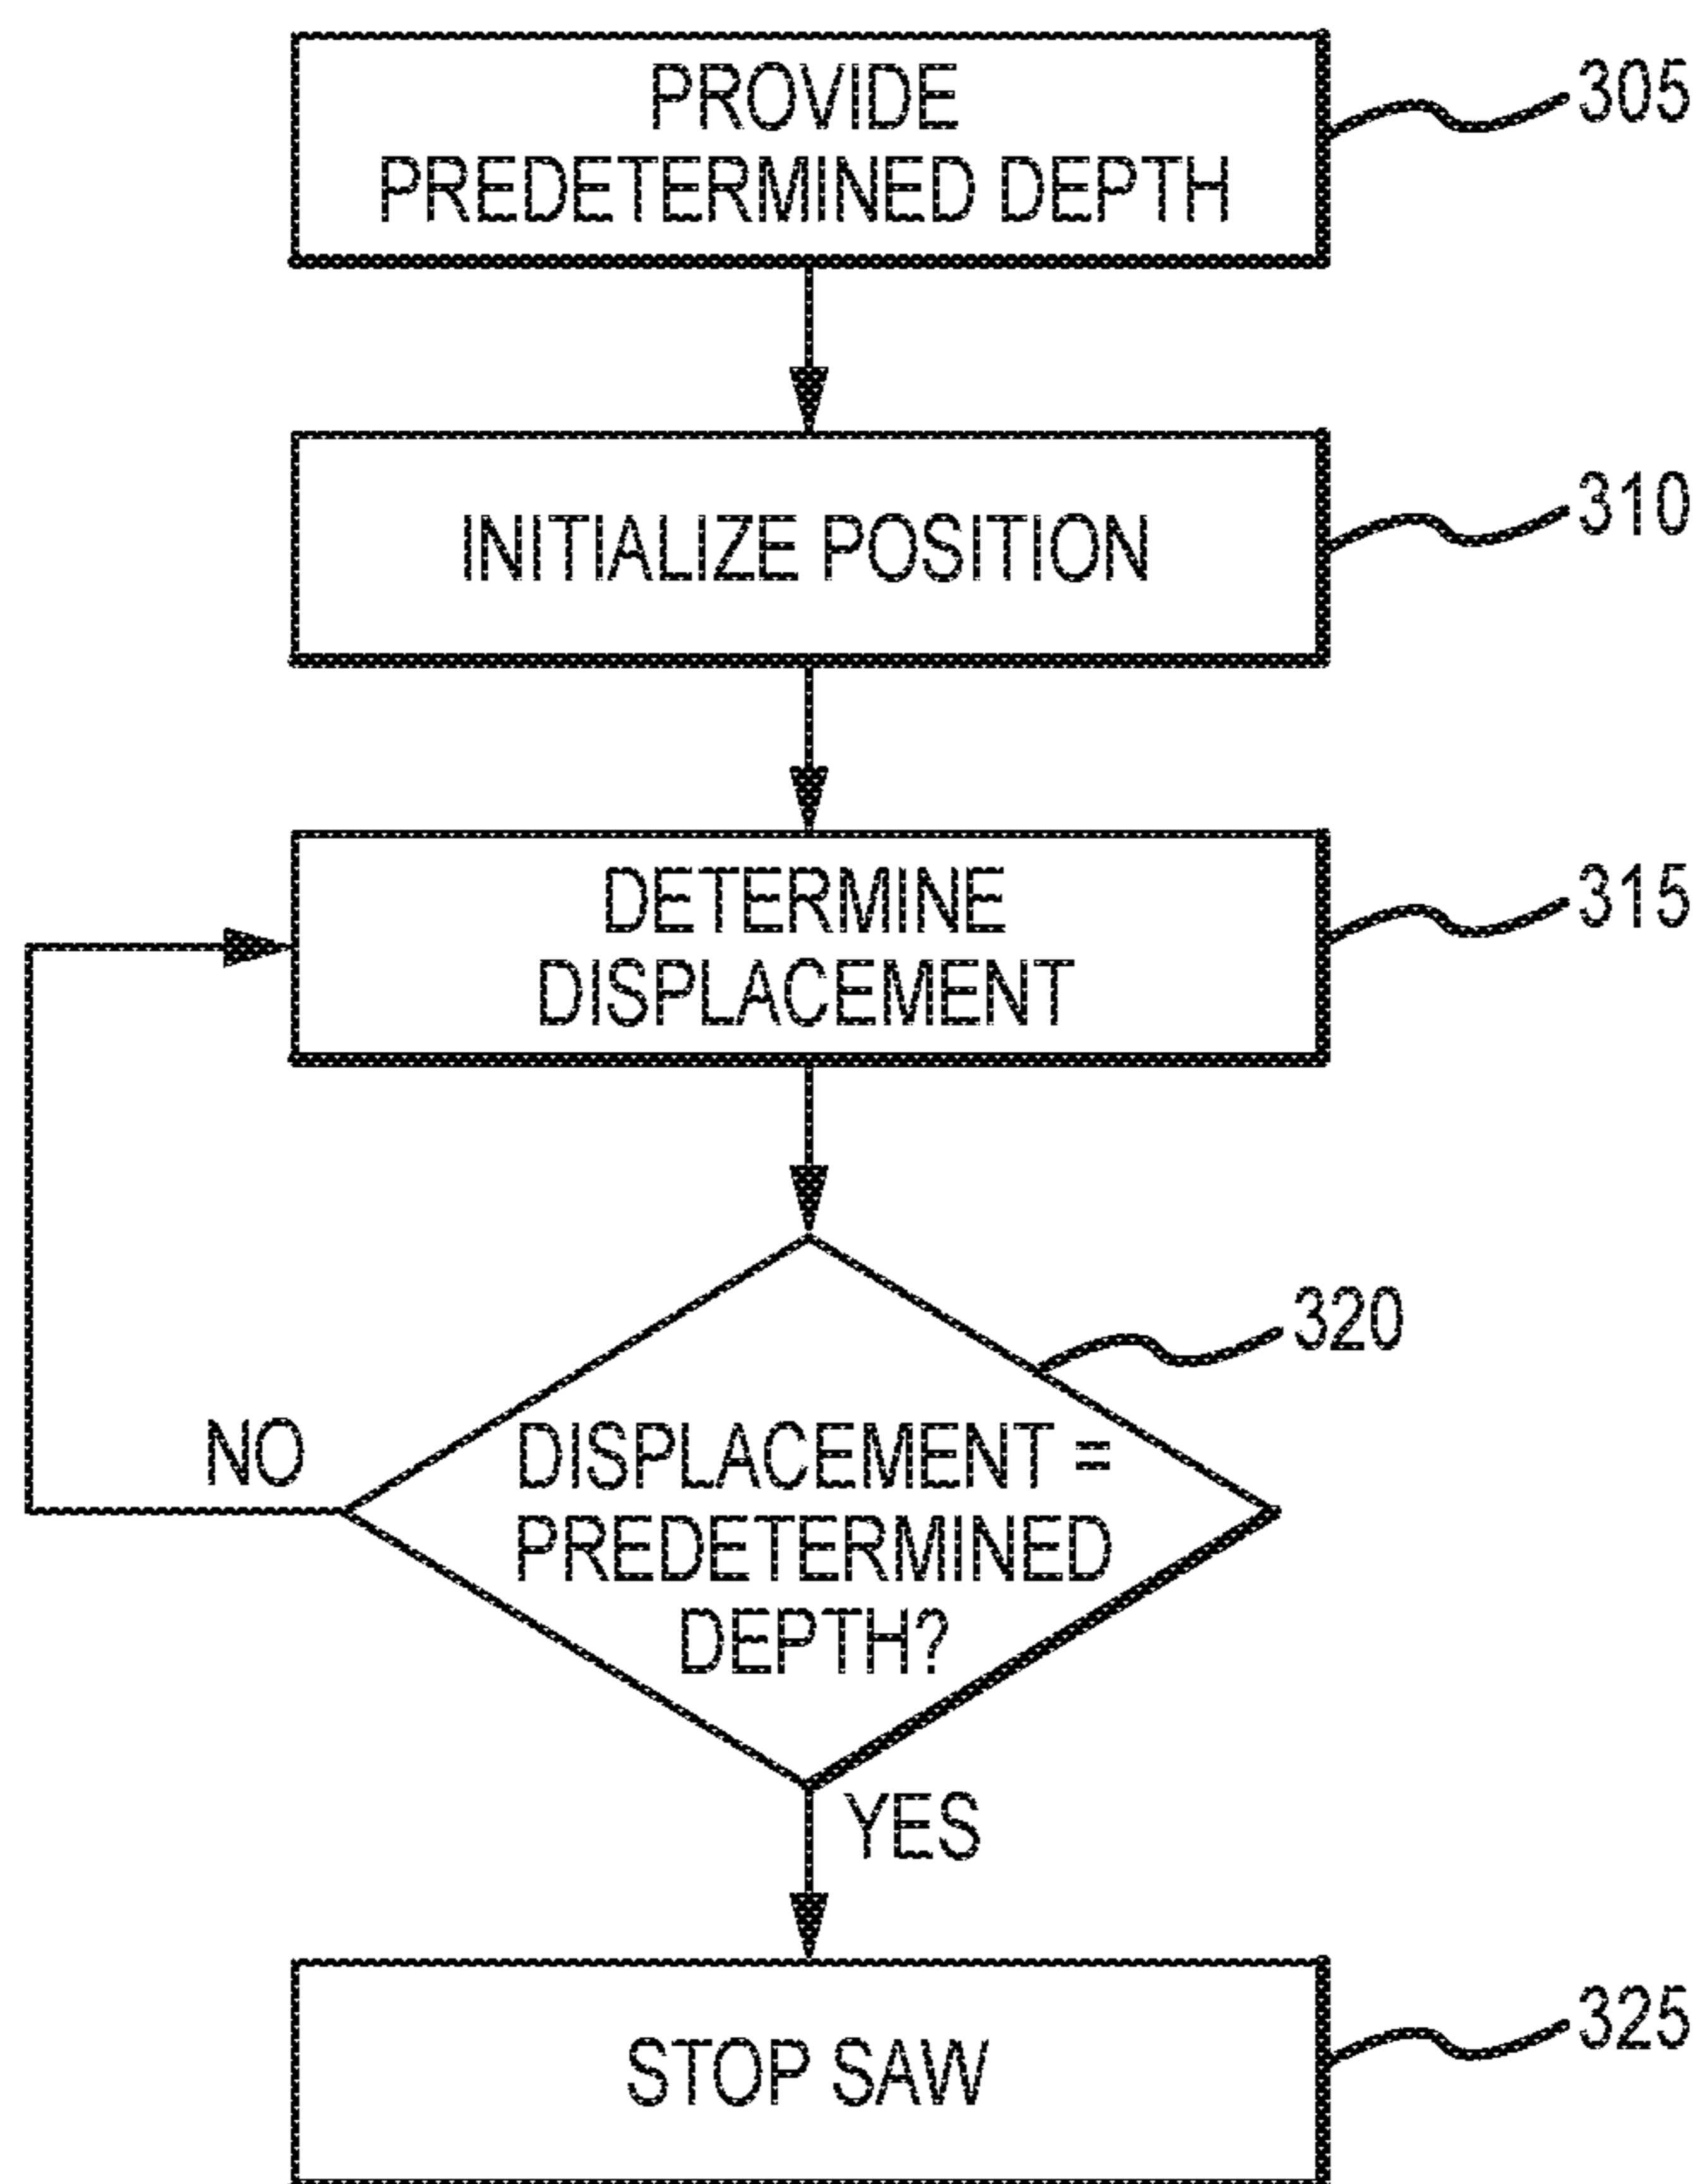 PROVIDE
PREDETERMINED DEPTH
305
INITIALIZE POSITION
310
DETERMINE
DISPLACEMENT
315
320
NO
DISPLACEMENT =
PREDETERMINED
DEPTH?
YES
STOP SAW
325